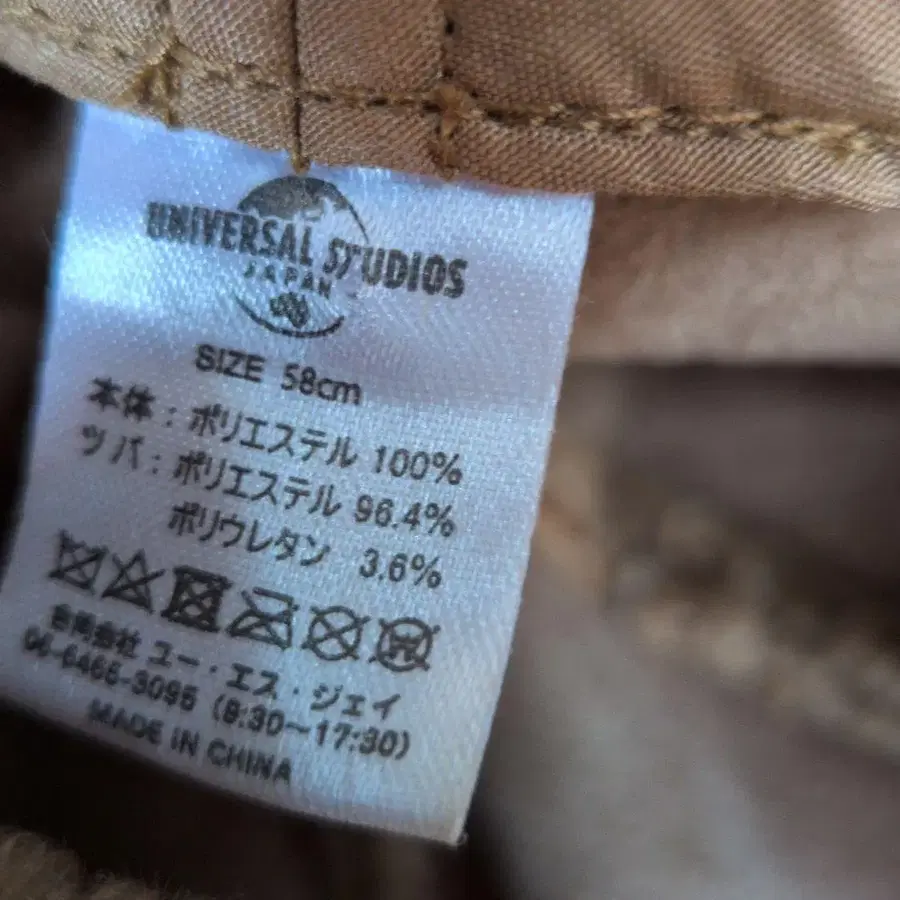 UNIVERSAL STUDIOS
JAPAN
SIZE 58cm
本体：ポリエステル 100%
ツバ：ポリエステル 96.4%
ポリウレタン 3.6%
合同会社 ユー・エス・ジェイ
06-6465-3095 (9:30～17:30)
MADE IN CHINA